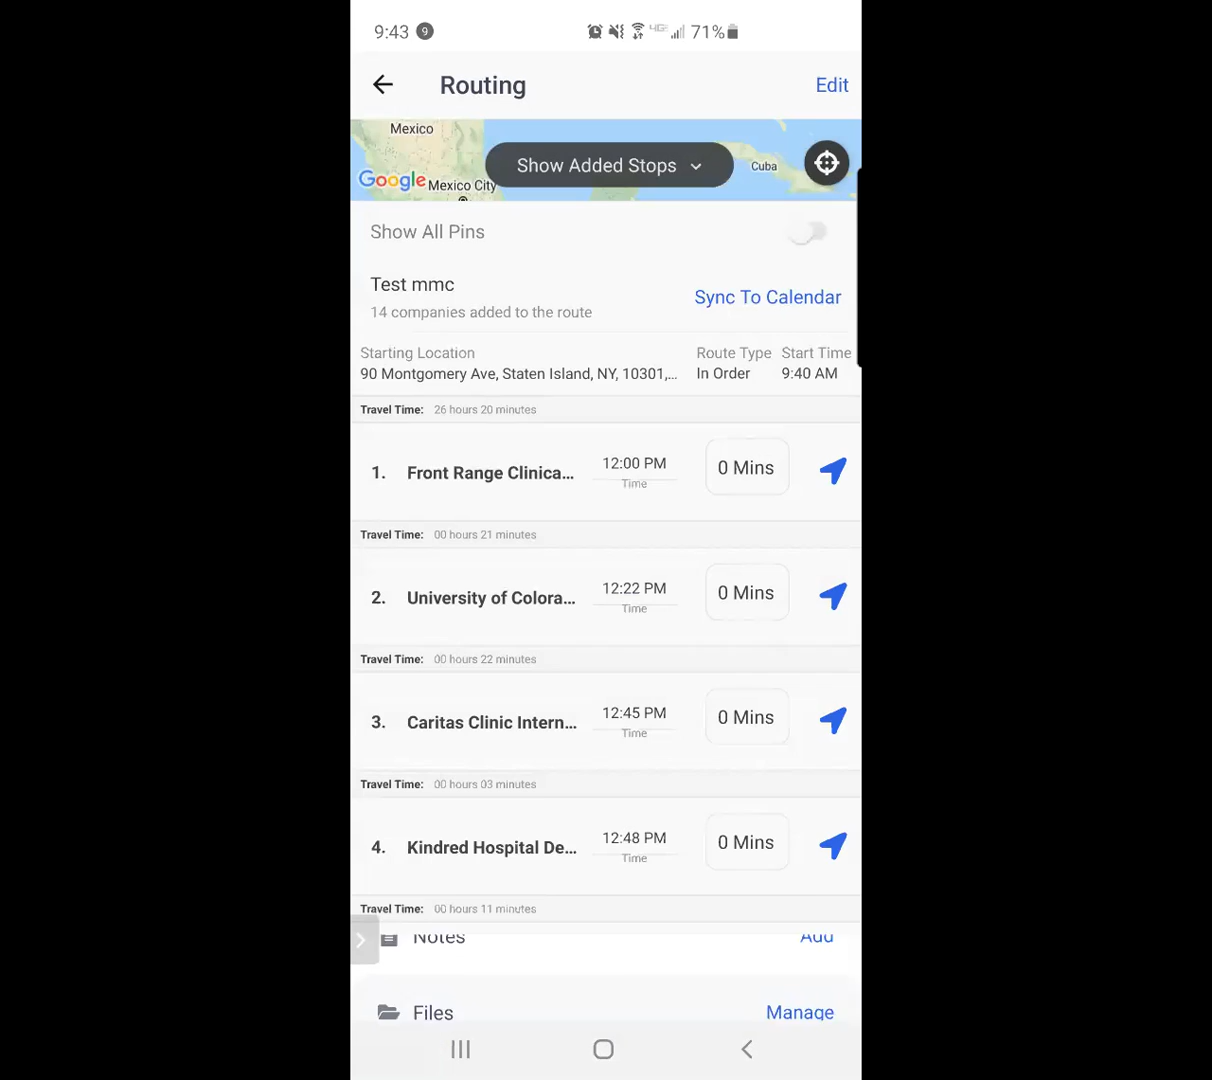 9:43 9 4G 71%
Routing Edit
Mexico
Show Added Stops
Cuba
Google
Mexico City
Show All Pins
Test mmc
14 companies added to the route
Sync To Calendar
Starting Location Route Type Start Time
90 Montgomery Ave, Staten Island, NY, 10301,... In Order 9:40 AM
Travel Time: 26 hours 20 minutes
1. Front Range Clinica... 12:00 PM 0 Mins
Time
Travel Time: 00 hours 21 minutes
2. University of Colora... 12:22 PM 0 Mins
Time
Travel Time: 00 hours 22 minutes
3. Caritas Clinic Intern... 12:45 PM 0 Mins
Time
Travel Time: 00 hours 03 minutes
4. Kindred Hospital De... 12:48 PM 0 Mins
Time
Travel Time: 00 hours 11 minutes
Notes Add
Files Manage